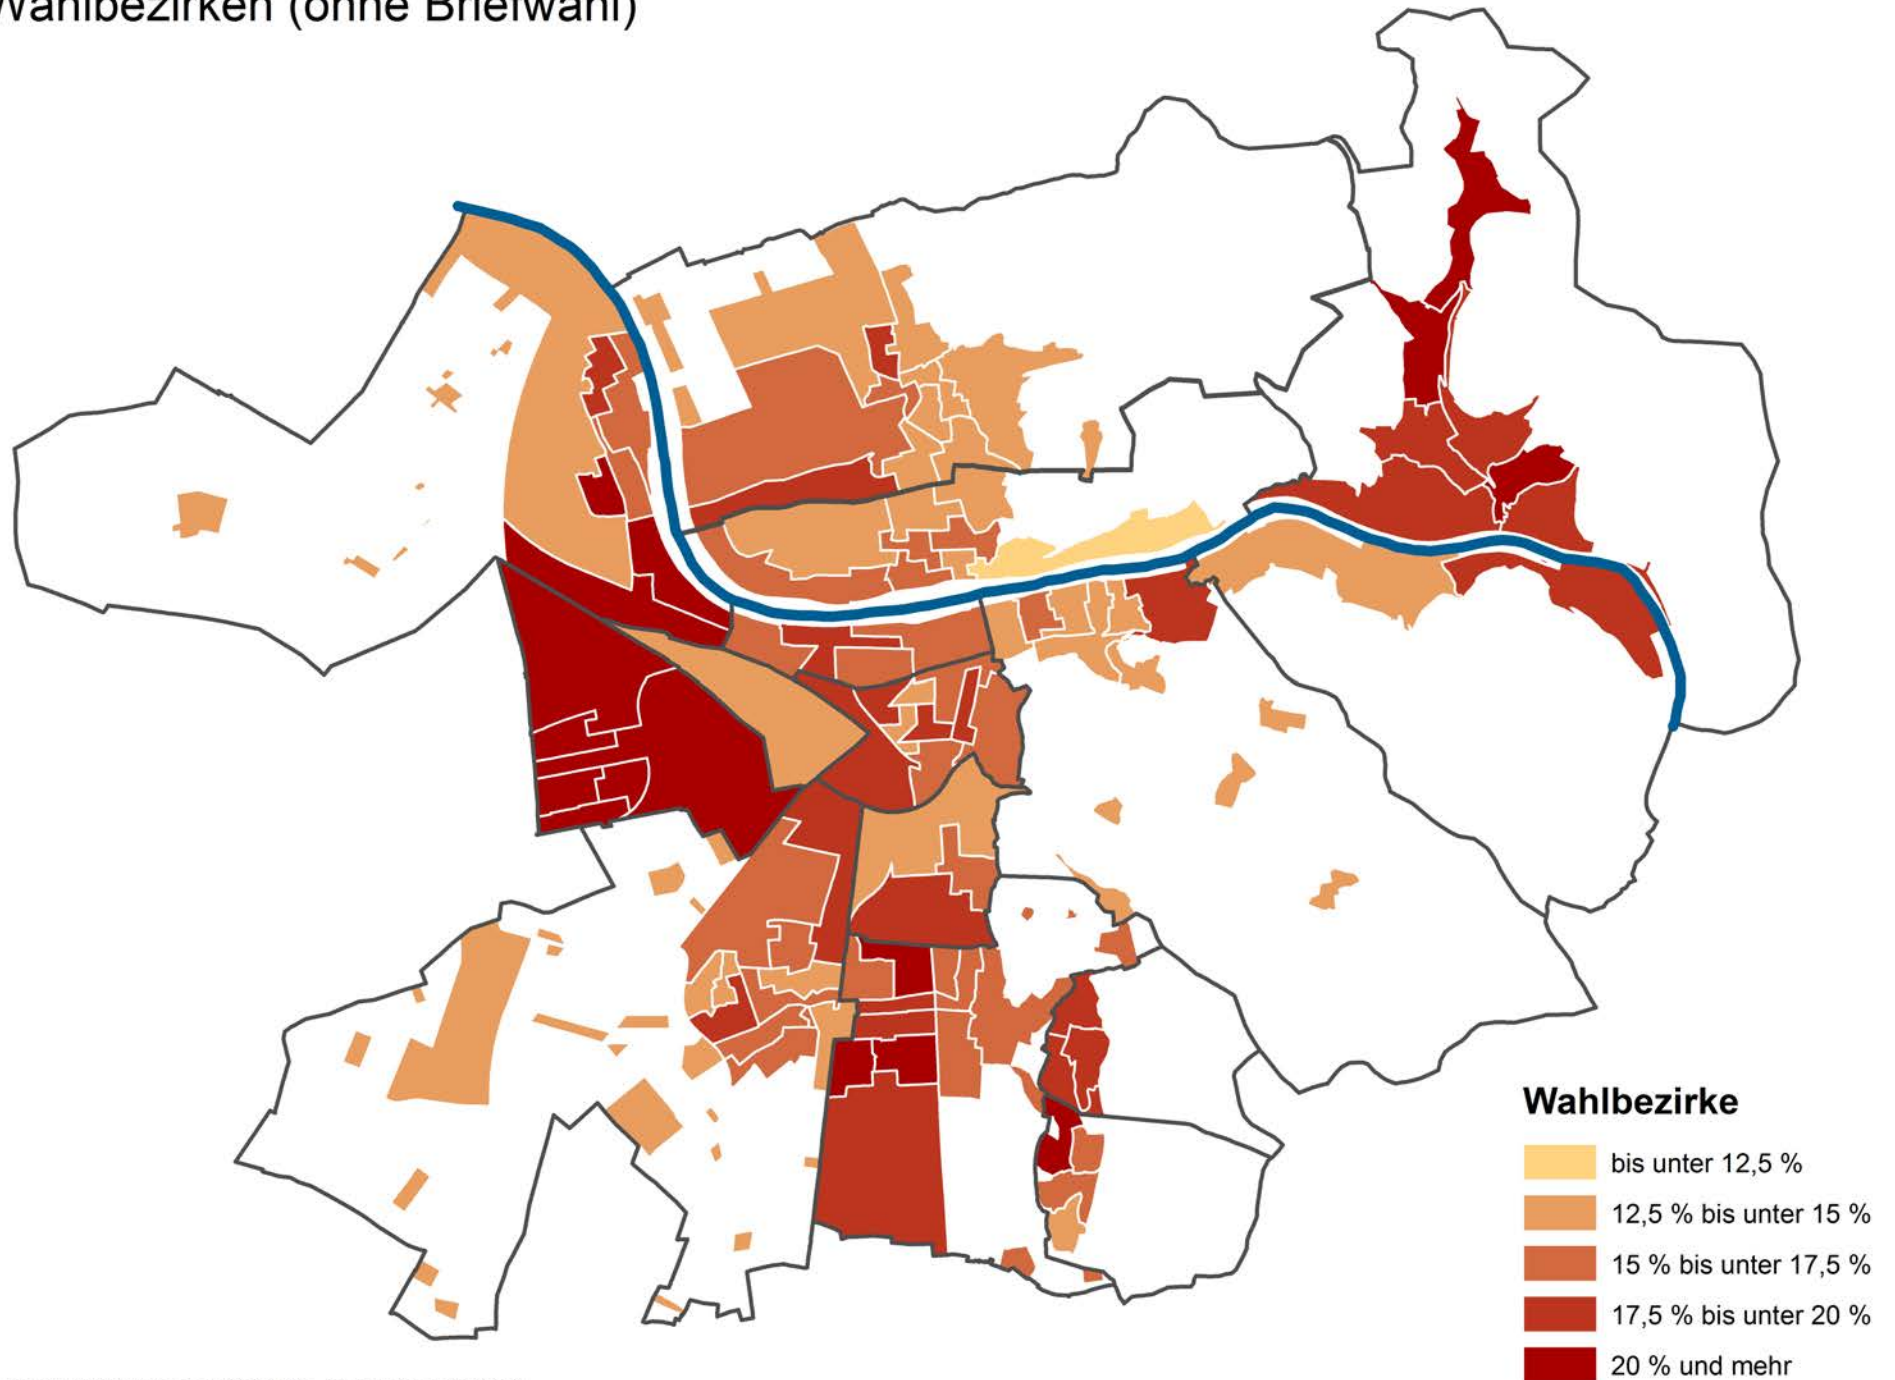 Wahlbezirken (ohne Briefwahl)
Wahlbezirke
bis unter 12,5 %
12,5 % bis unter 15 %
15 % bis unter 17,5 %
17,5 % bis unter 20 %
20 % und mehr